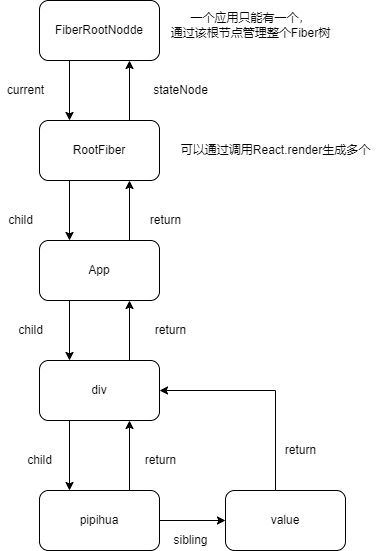 FiberRootNodde
一个应用只能有一个，
通过该根节点管理整个Fiber树
current
stateNode
RootFiber
可以通过调用React.render生成多个
child
return
App
child
return
div
child
return
return
pipihua
value
sibling